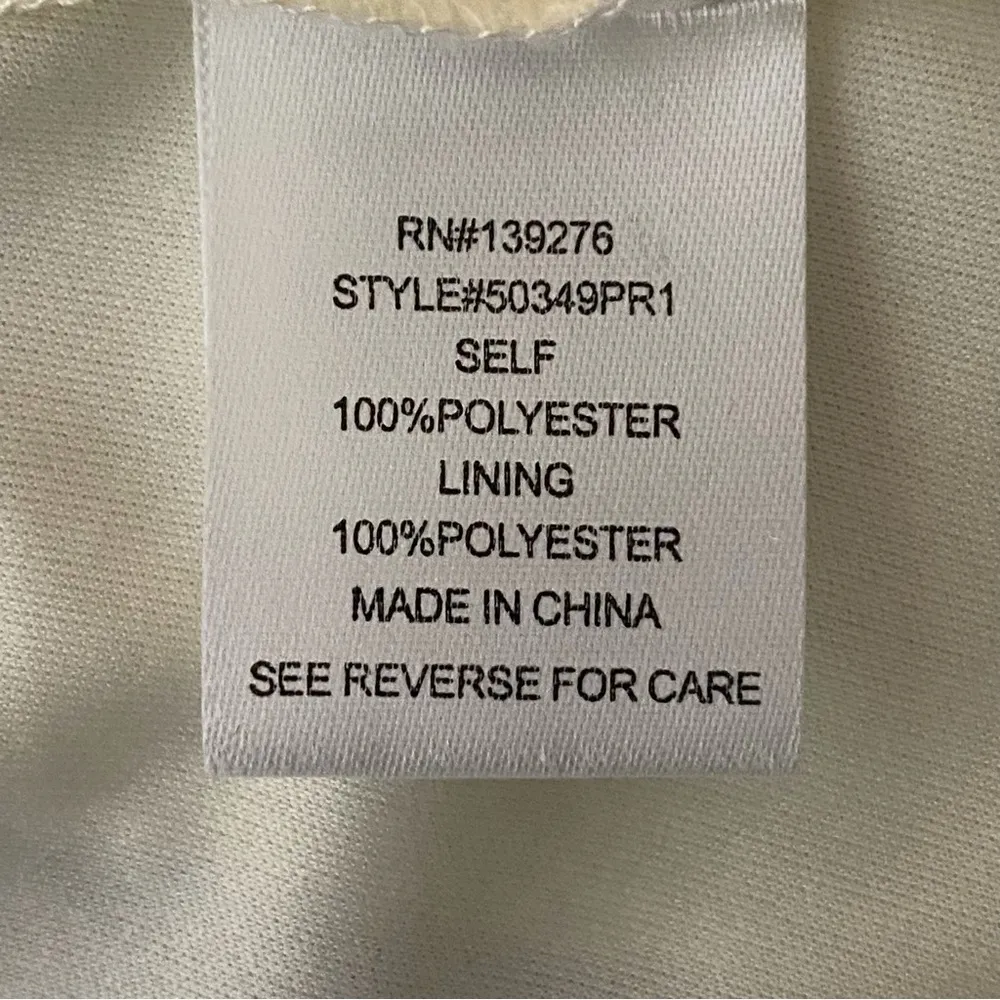 RN#139276
STYLE#50349PR1
SELF
100%POLYESTER
LINING
100%POLYESTER
MADE IN CHINA
SEE REVERSE FOR CARE